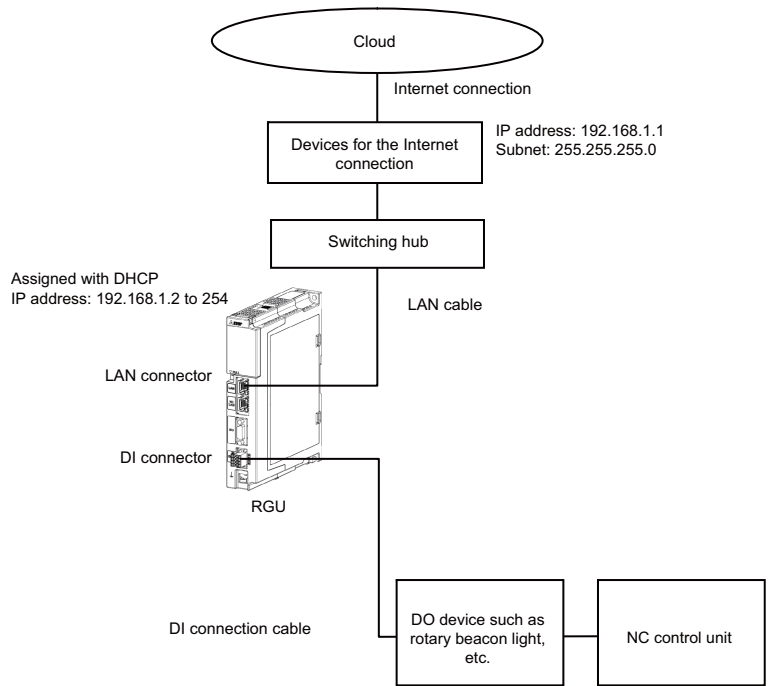 Cloud
Internet connection
Devices for the Internet
connection
IP address: 192.168.1.1
Subnet: 255.255.255.0
Switching hub
Assigned with DHCP
IP address: 192.168.1.2 to 254
LAN cable
LAN connector
DI connector
RGU
DI connection cable
DO device such as
rotary beacon light,
etc.
NC control unit